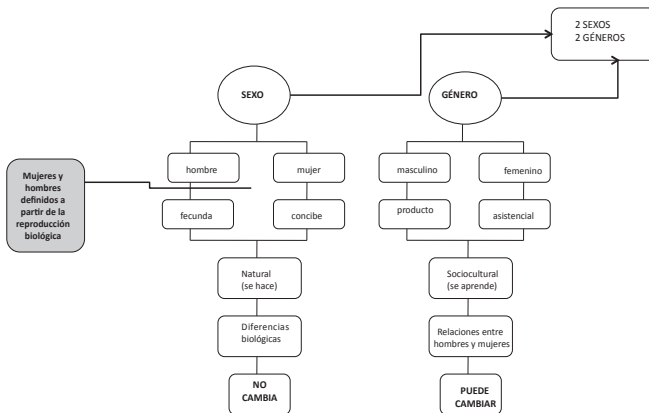 2 SEXOS
2 GÉNEROS
SEXO
GÉNERO
hombre
mujer
masculino
femenino
Mujeres y
hombres
definidos a
partir de la
reproducción
biológica
fecunda
concibe
producto
asistencial
Natural
(se hace)
Sociocultural
(se aprende)
Diferencias
biológicas
Relaciones entre
hombres y mujeres
NO
CAMBIA
PUEDE
CAMBIAR